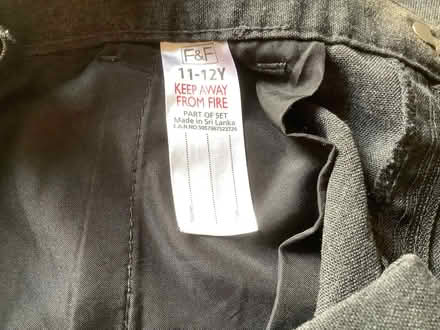 F&F
11-12Y
KEEP AWAY
FROM FIRE
PART OF SET
Made in Sri Lanka